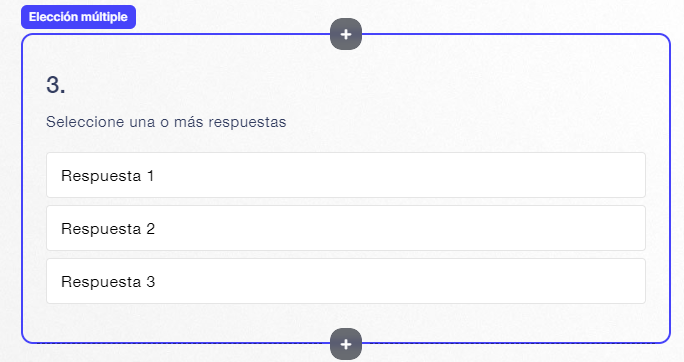 Elección múltiple
+
3.
Seleccione una o más respuestas
Respuesta 1
Respuesta 2
Respuesta 3
+